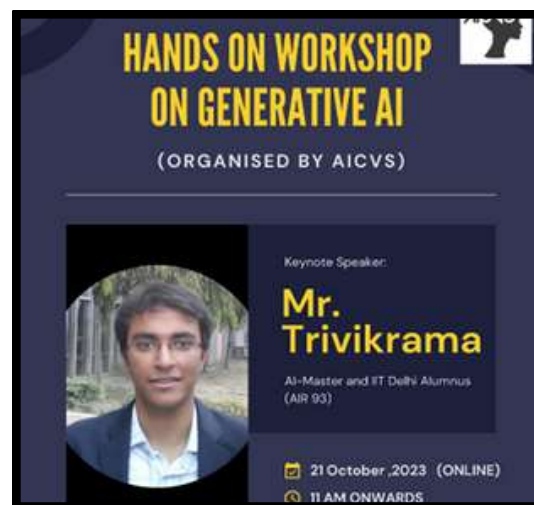 HANDS ON WORKSHOP
ON GENERATIVE AI
(ORGANISED BY AICVS)
Keynote Speaker:
Mr.
Trivikrama
AI-Master and IIT Delhi Alumnus
(AIR 93)
21 October ,2023 (ONLINE)
11 AM ONWARDS